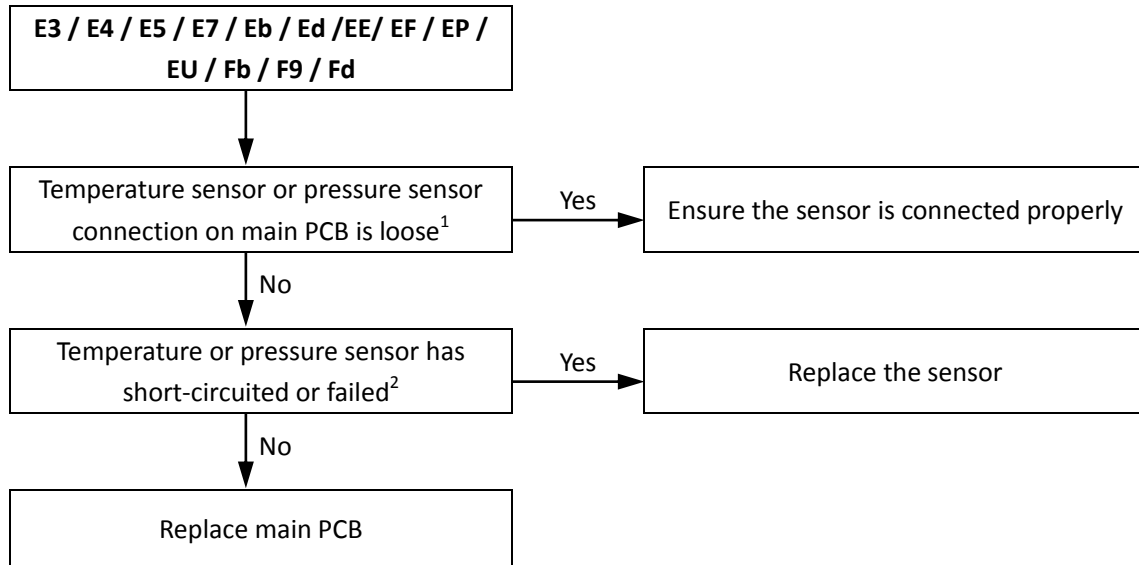 E3 / E4 / E5 / E7 / Eb / Ed /EE/ EF / EP /
EU / Fb / F9 / Fd
Temperature sensor or pressure sensor
connection on main PCB is loose¹
Yes
Ensure the sensor is connected properly
No
Temperature or pressure sensor has
short-circuited or failed²
Yes
Replace the sensor
No
Replace main PCB